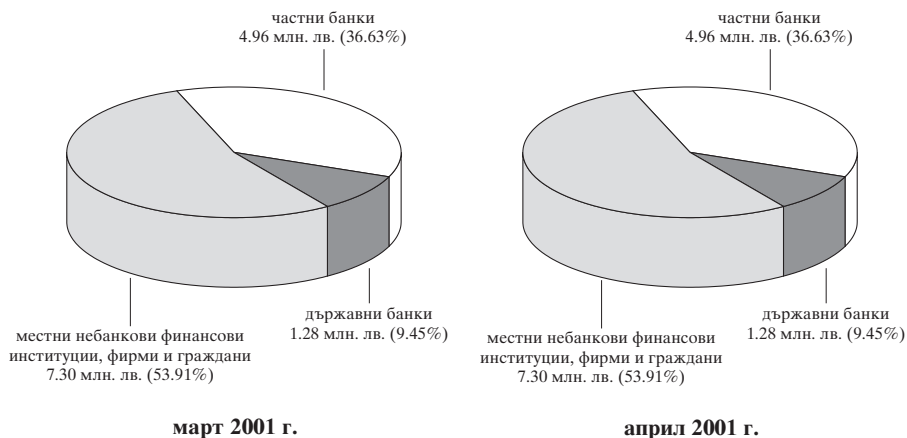 частни банки
4.96 млн. лв. (36.63%)
държавни банки
1.28 млн. лв. (9.45%)
местни небанкови финансови
институции, фирми и граждани
7.30 млн. лв. (53.91%)
март 2001 г.
частни банки
4.96 млн. лв. (36.63%)
държавни банки
1.28 млн. лв. (9.45%)
местни небанкови финансови
институции, фирми и граждани
7.30 млн. лв. (53.91%)
април 2001 г.